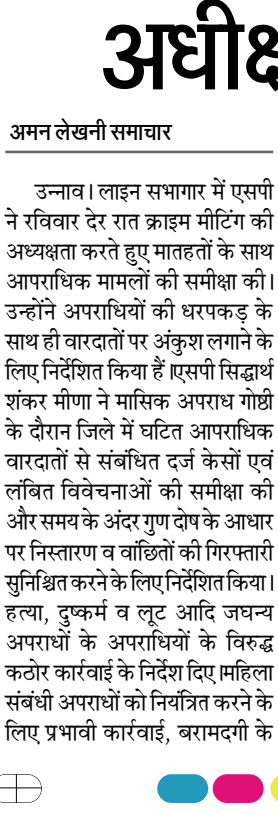 अधीक्ष
अमन लेखनी समाचार
उन्नाव। लाइन सभागार में एसपी
ने रविवार देर रात क्राइम मीटिंग की
अध्यक्षता करते हुए मातहतों के साथ
आपराधिक मामलों की समीक्षा की।
उन्होंने अपराधियों की धरपकड़ के
साथ ही वारदातों पर अंकुश लगाने के
लिए निर्देशित किया हैं।एसपी सिद्धार्थ
शंकर मीणा ने मासिक अपराध गोष्ठी
के दौरान जिले में घटित आपराधिक
वारदातों से संबंधित दर्ज केसों एवं
लंबित विवेचनाओं की समीक्षा की
और समय के अंदर गुण दोष के आधार
पर निस्तारण व वांछितों की गिरफ्तारी
सुनिश्चित करने के लिए निर्देशित किया।
हत्या, दुष्कर्म व लूट आदि जघन्य
अपराधों के अपराधियों के विरुद्ध
कठोर कार्रवाई के निर्देश दिए।महिला
संबंधी अपराधों को नियंत्रित करने के
लिए प्रभावी कार्रवाई, बरामदगी के